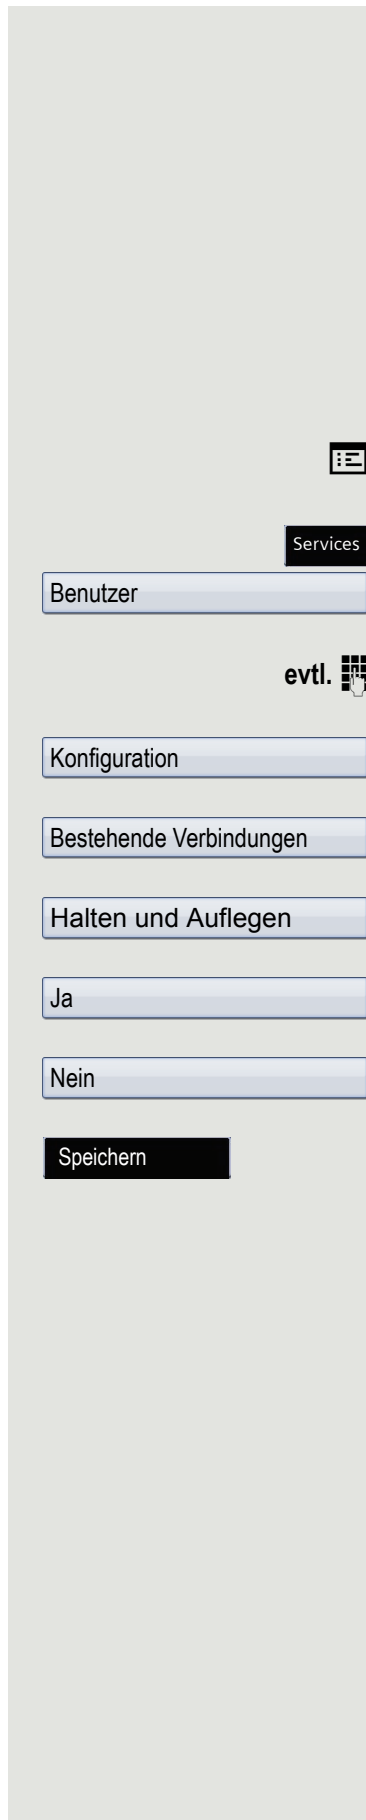 Services
Benutzer
evtl.
Konfiguration
Bestehende Verbindungen
Halten und Auflegen
Ja
Nein
Speichern